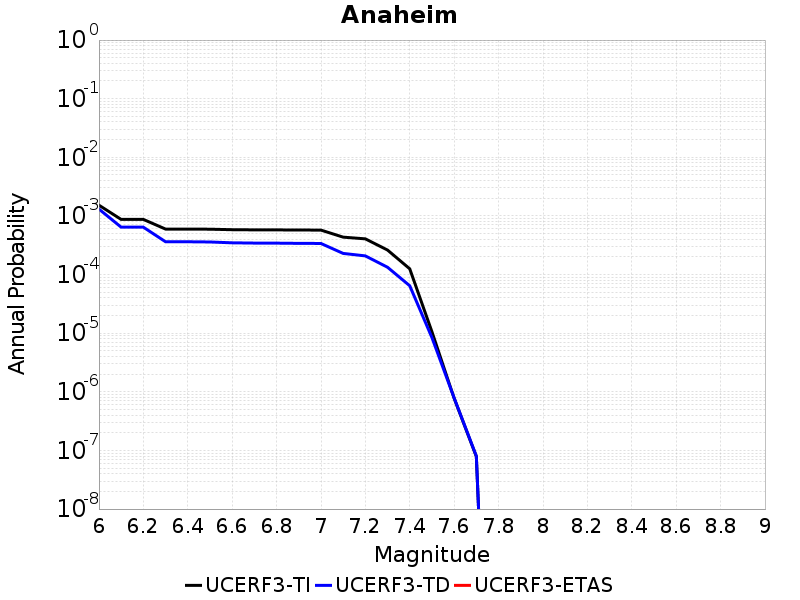 Anaheim
10^0
10^-1
10^-2
10^-3
10^-4
10^-5
10^-6
10^-7
10^-8
Annual Probability
6 6.2 6.4 6.6 6.8 7 7.2 7.4 7.6 7.8 8 8.2 8.4 8.6 8.8 9
Magnitude
UCERF3-TI UCERF3-TD UCERF3-ETAS